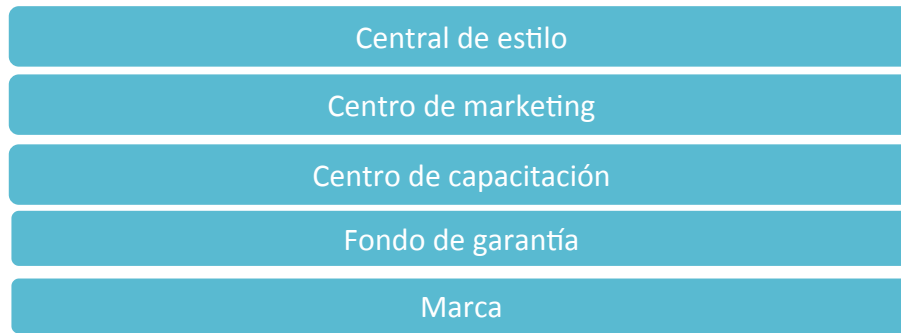 Central de estilo
Centro de marketing
Centro de capacitación
Fondo de garantía
Marca